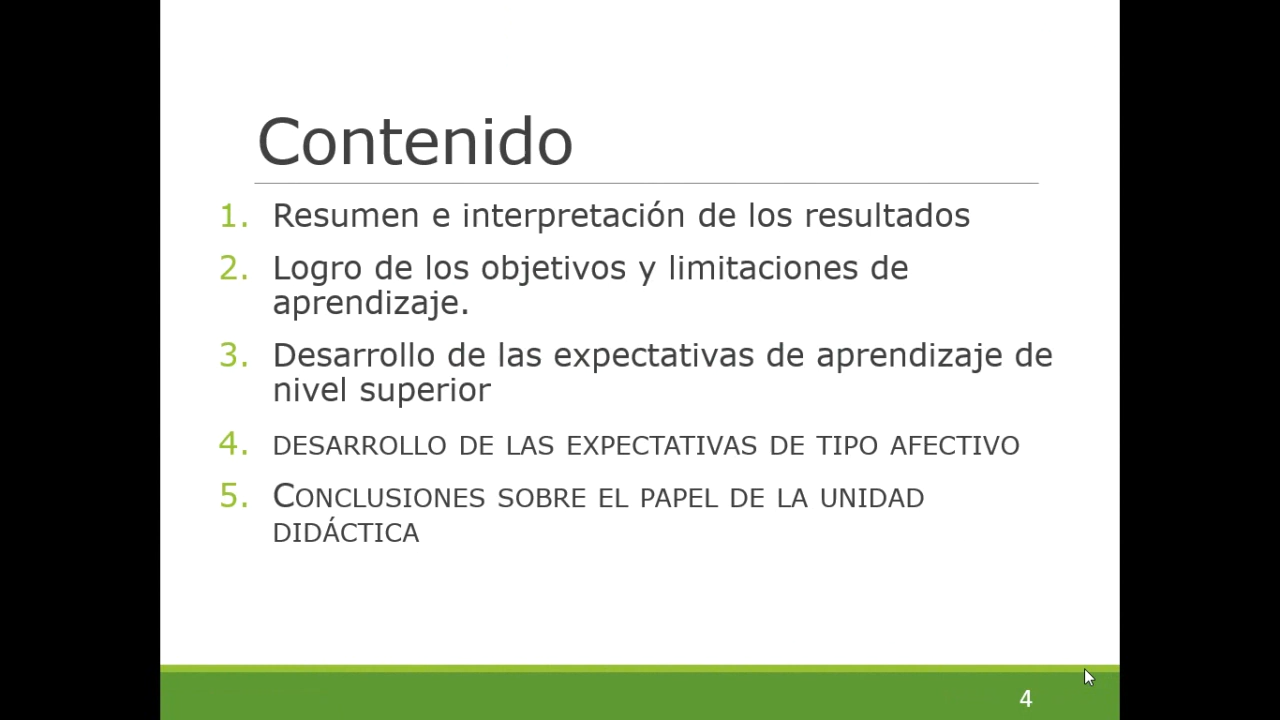 Contenido
1. Resumen e interpretación de los resultados
2. Logro de los objetivos y limitaciones de
aprendizaje.
3. Desarrollo de las expectativas de aprendizaje de
nivel superior
4. DESARROLLO DE LAS EXPECTATIVAS DE TIPO AFECTIVO
5. CONCLUSIONES SOBRE EL PAPEL DE LA UNIDAD
DIDÁCTICA
4